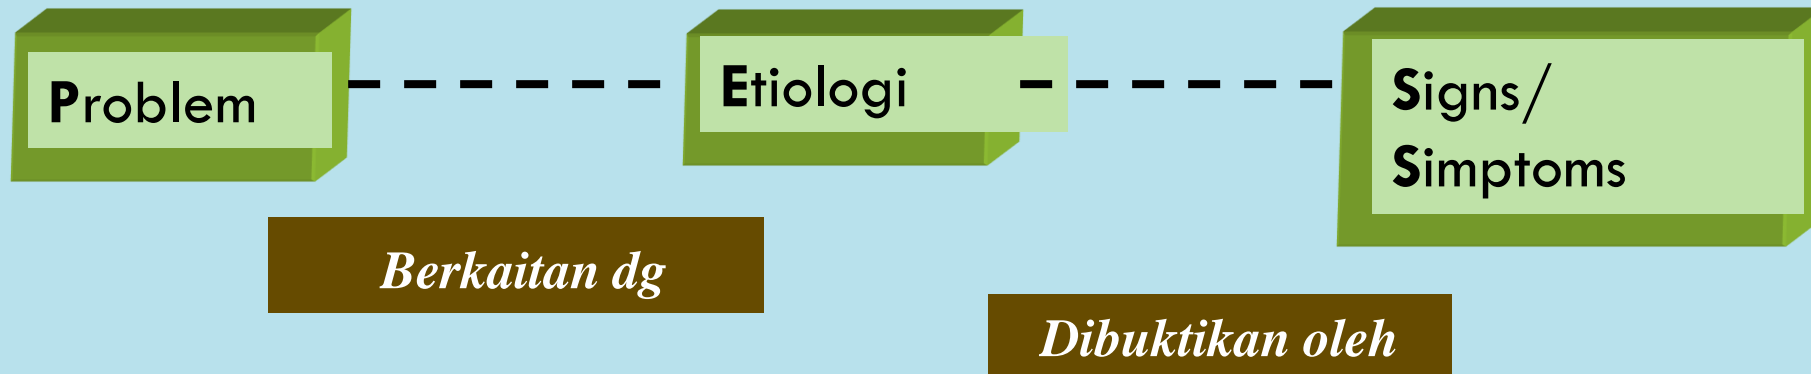 Problem
Etiologi
Signs/
Simptoms
Berkaitan dg
Dibuktikan oleh